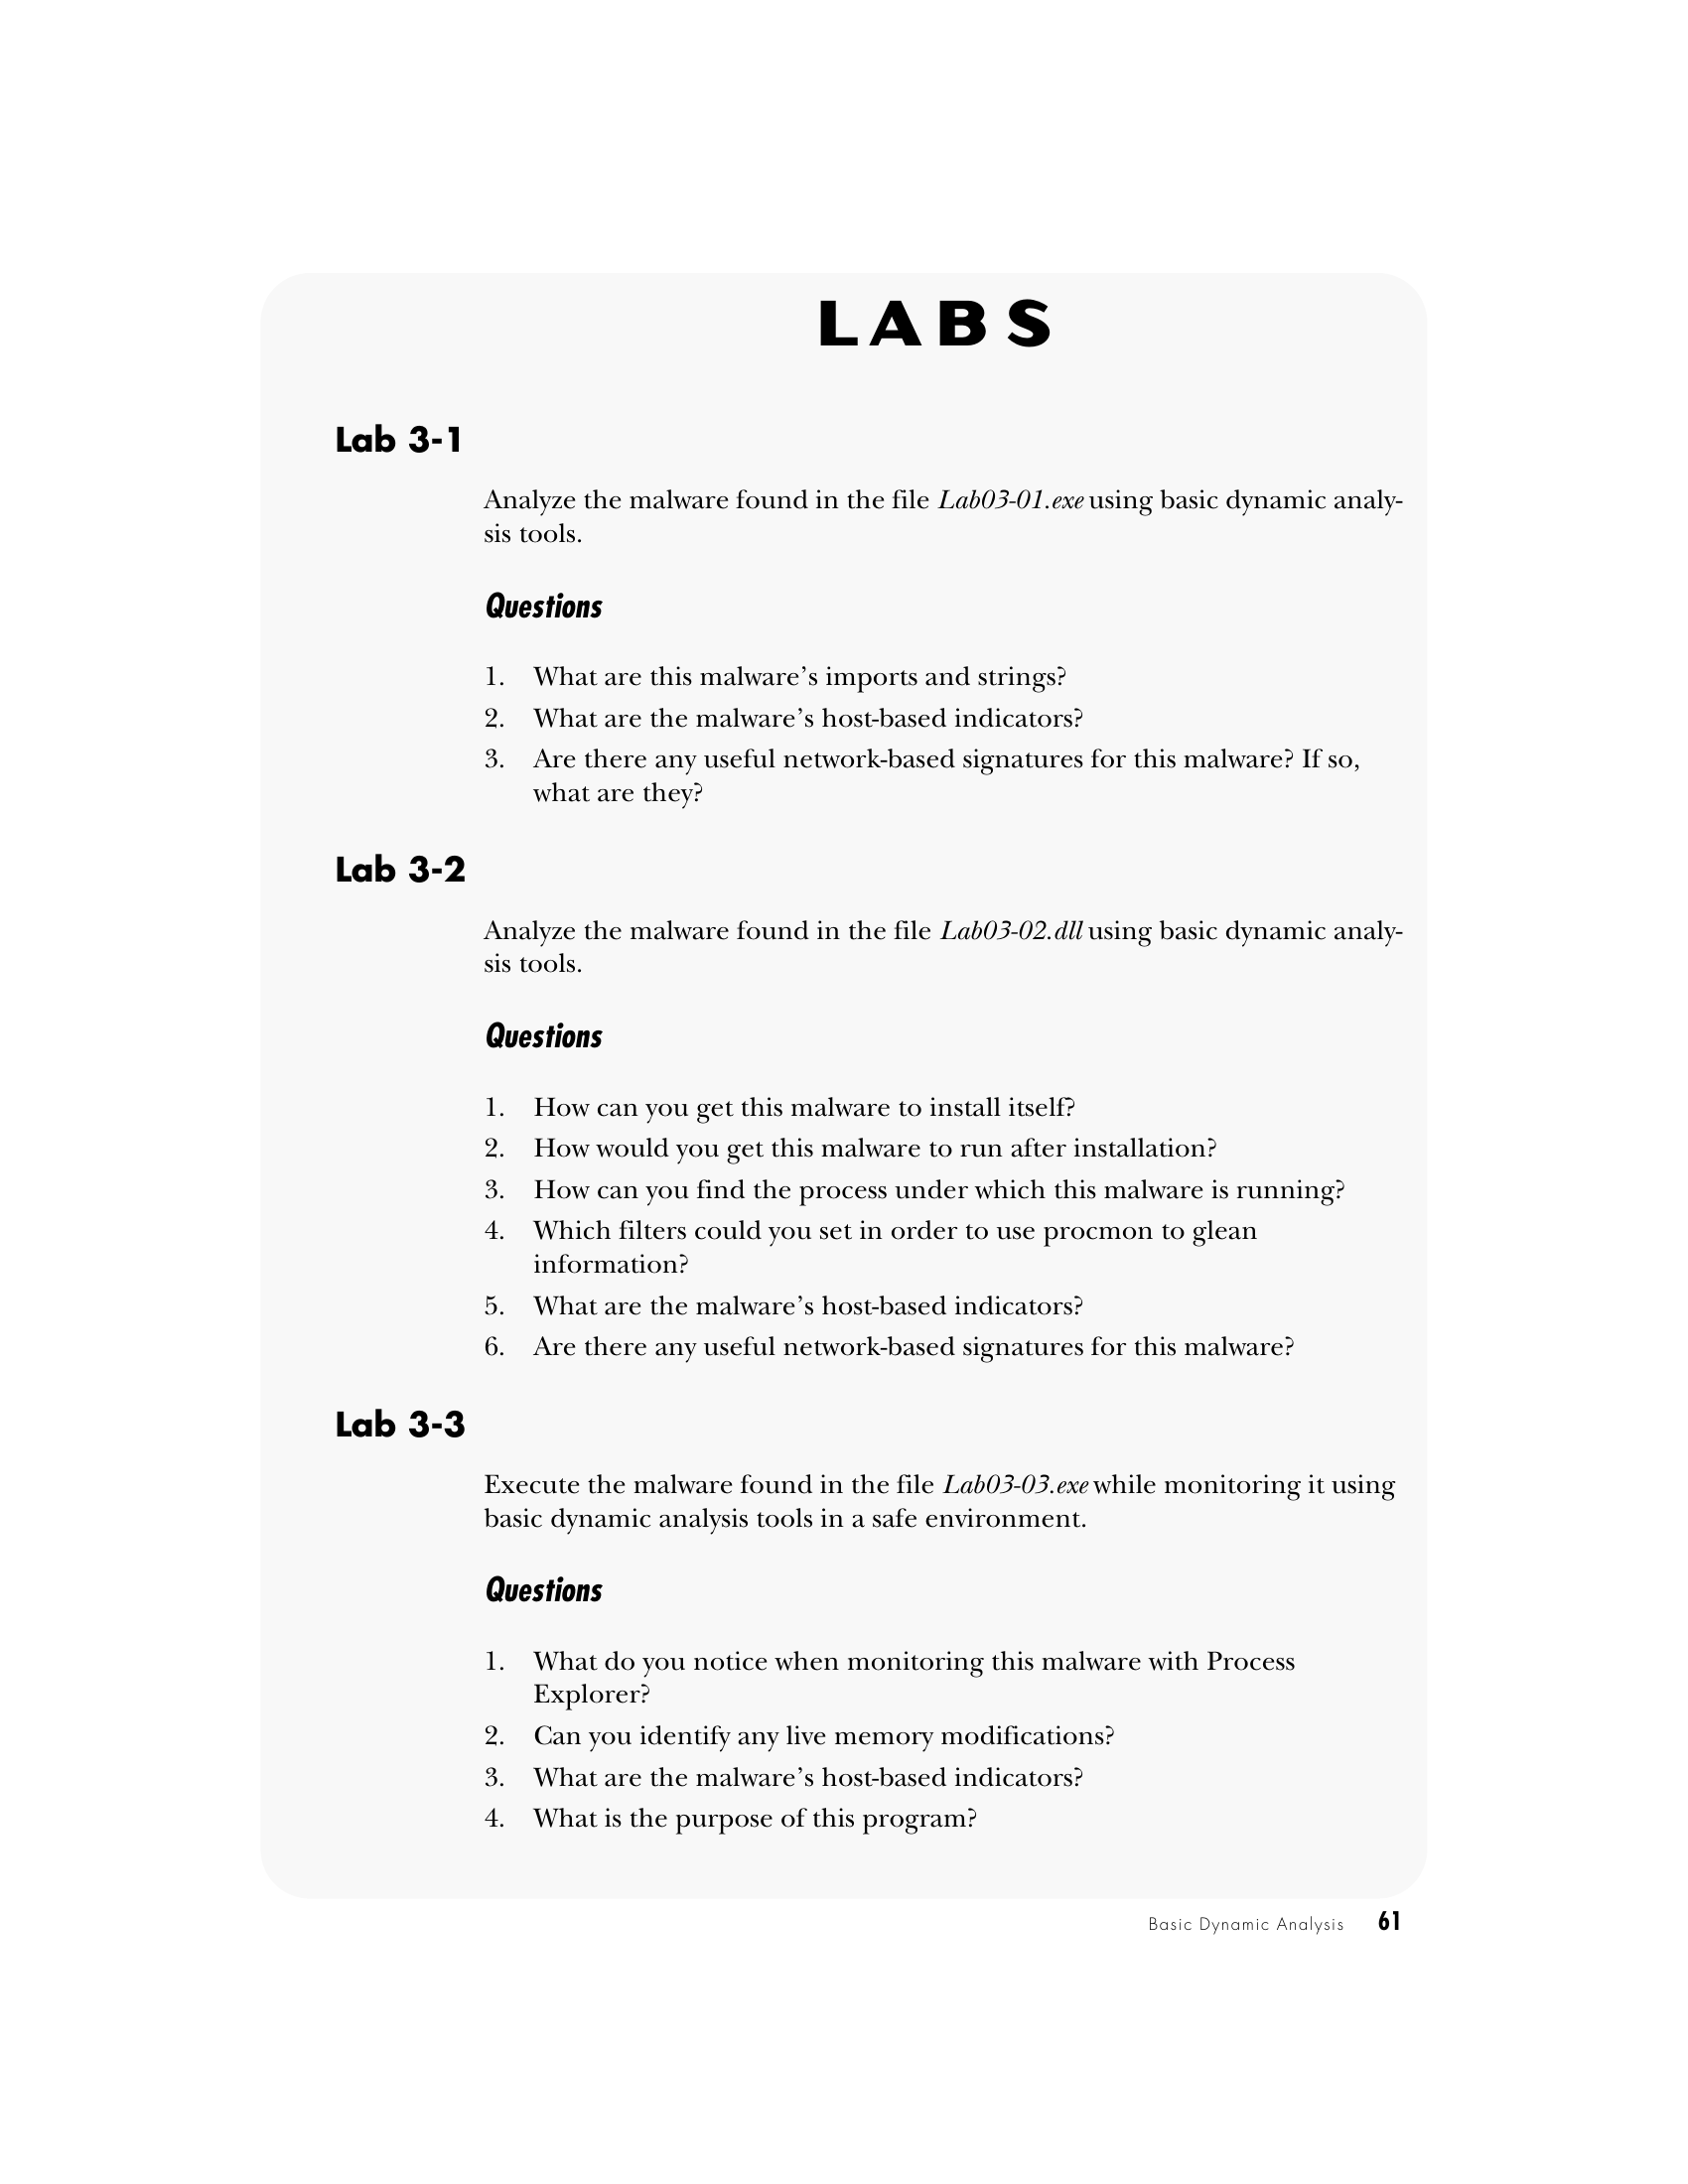 LABS
Lab 3-1
Analyze the malware found in the file Lab03-01.exe using basic dynamic analy-
sis tools.
Questions
1. What are this malware’s imports and strings?
2. What are the malware’s host-based indicators?
3. Are there any useful network-based signatures for this malware? If so,
what are they?
Lab 3-2
Analyze the malware found in the file Lab03-02.dll using basic dynamic analy-
sis tools.
Questions
1. How can you get this malware to install itself?
2. How would you get this malware to run after installation?
3. How can you find the process under which this malware is running?
4. Which filters could you set in order to use procmon to glean
information?
5. What are the malware’s host-based indicators?
6. Are there any useful network-based signatures for this malware?
Lab 3-3
Execute the malware found in the file Lab03-03.exe while monitoring it using
basic dynamic analysis tools in a safe environment.
Questions
1. What do you notice when monitoring this malware with Process
Explorer?
2. Can you identify any live memory modifications?
3. What are the malware’s host-based indicators?
4. What is the purpose of this program?
Basic Dynamic Analysis 61